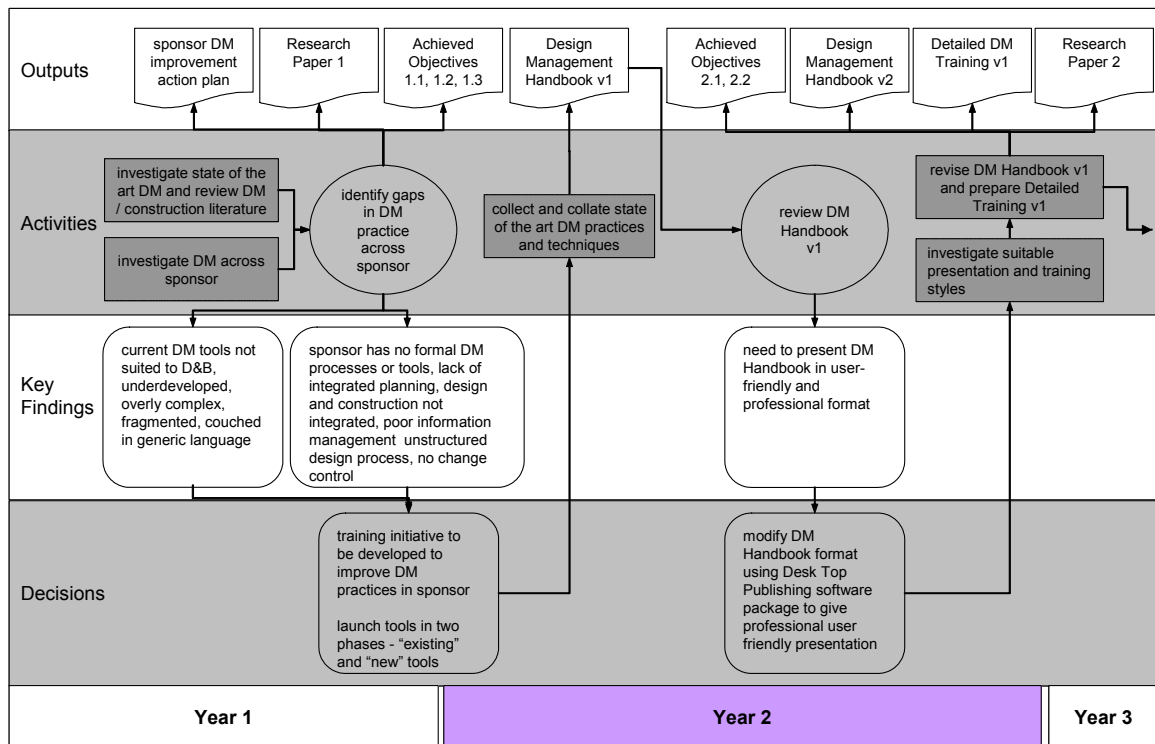 Outputs
sponsor DM
improvement
action plan
Research
Paper 1
Achieved
Objectives
1.1, 1.2, 1.3
Design
Management
Handbook v1
Achieved
Objectives
2.1, 2.2
Design
Management
Handbook v2
Detailed DM
Training v1
Research
Paper 2
Activities
investigate state of the
art DM and review DM
/ construction literature
investigate DM across
sponsor
identify gaps
in DM
practice
across
sponsor
collect and collate state
of the art DM practices
and techniques
review DM
Handbook
v1
revise DM Handbook v1
and prepare Detailed
Training v1
investigate suitable
presentation and training
styles
Key
Findings
current DM tools not
suited to D&B,
underdeveloped,
overly complex,
fragmented, couched
in generic language
sponsor has no formal DM
processes or tools, lack of
integrated planning, design
and construction not
integrated, poor information
management unstructured
design process, no change
control
need to present DM
Handbook in user-
friendly and
professional format
Decisions
training initiative to
be developed to
improve DM
practices in sponsor
launch tools in two
phases - “existing”
and “new” tools
modify DM
Handbook format
using Desk Top
Publishing software
package to give
professional user
friendly presentation
Year 1
Year 2
Year 3